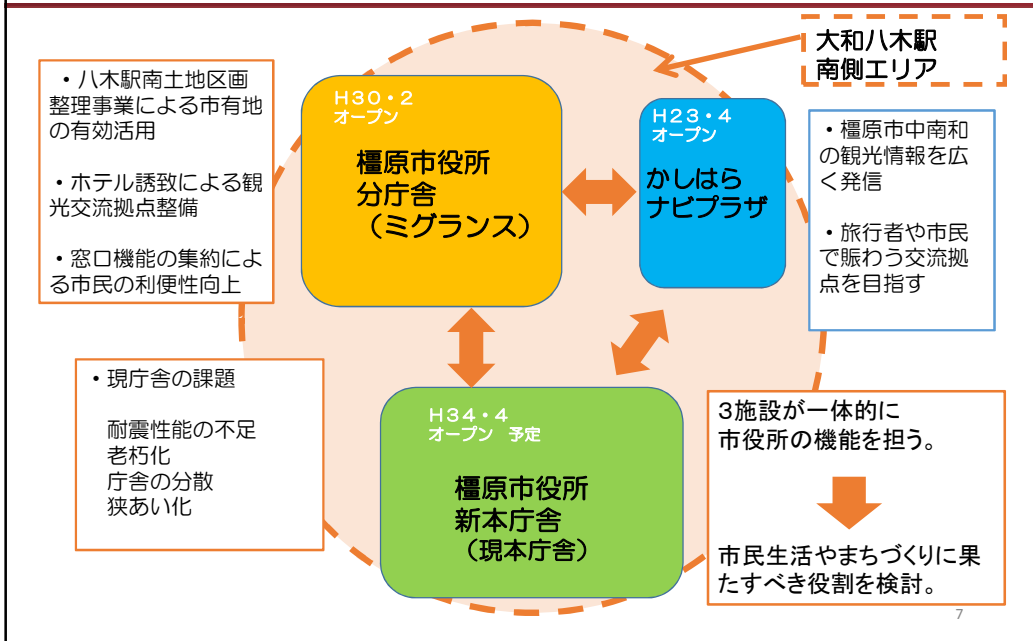 大和八木駅
南側エリア
・八木駅南土地区画
整理事業による市有地
の有効活用
・ホテル誘致による観
光交流拠点整備
・窓口機能の集約によ
る市民の利便性向上
H30・2
オープン
橿原市役所
分庁舎
（ミグランス）
H23・4
オープン
かしはら
ナビプラザ
・橿原市中南和
の観光情報を広
く発信
・旅行者や市民
で賑わう交流拠
点を目指す
・現庁舎の課題
耐震性能の不足
老朽化
庁舎の分散
狭あい化
H34・4
オープン 予定
橿原市役所
新本庁舎
（現本庁舎）
3施設が一体的に
市役所の機能を担う。
市民生活やまちづくりに果
たすべき役割を検討。
7